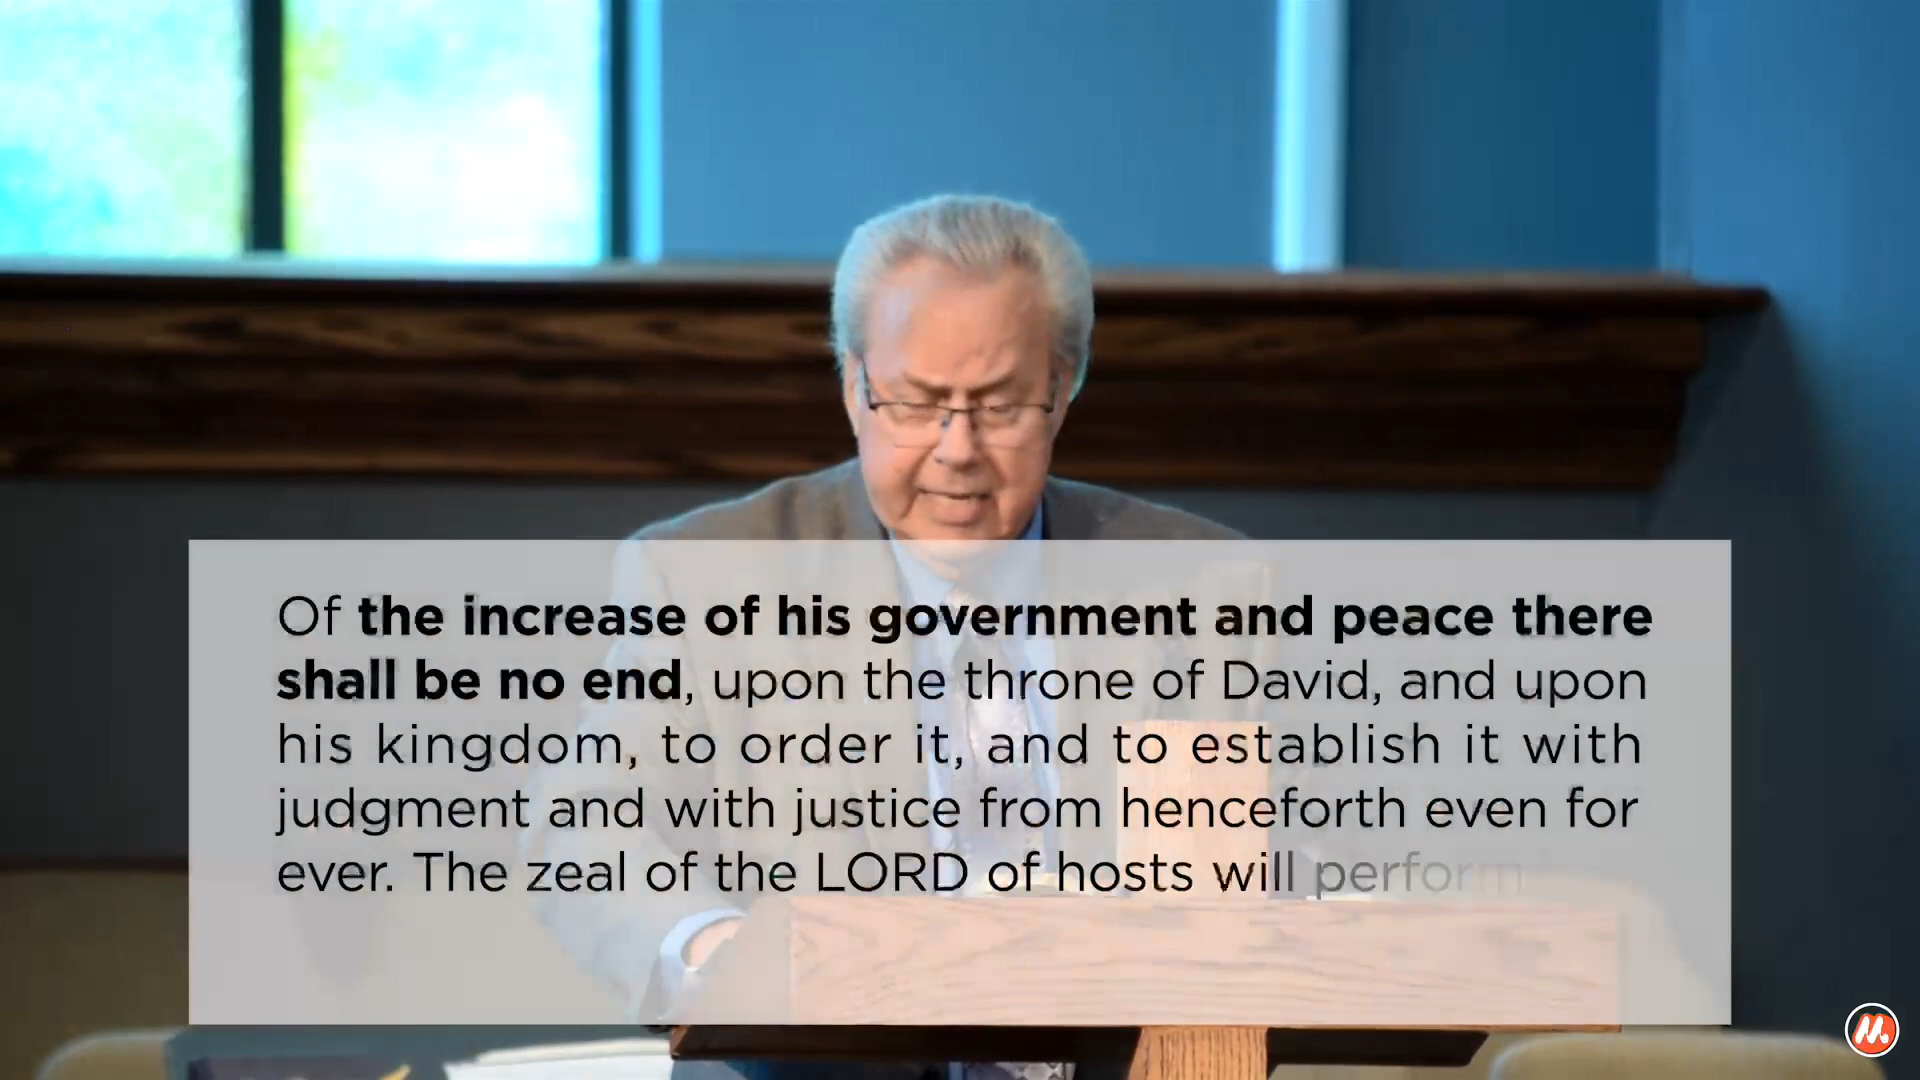 Of the increase of his government and peace there
shall be no end, upon the throne of David, and upon
his kingdom, to order it, and to establish it with
judgment and with justice from henceforth even for
ever. The zeal of the LORD of hosts will perform
M